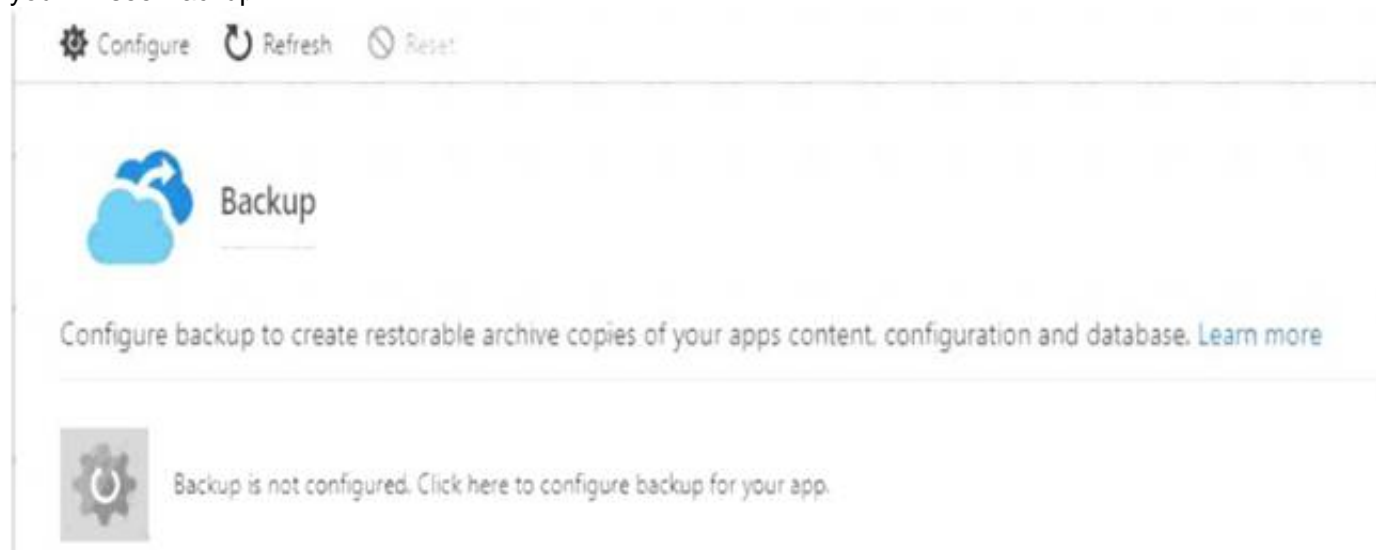 Configure Refresh Reset
Backup
Configure backup to create restorable archive copies of your apps content. configuration and database. Learn more
Backup is not configured. Click here to configure backup for your app.